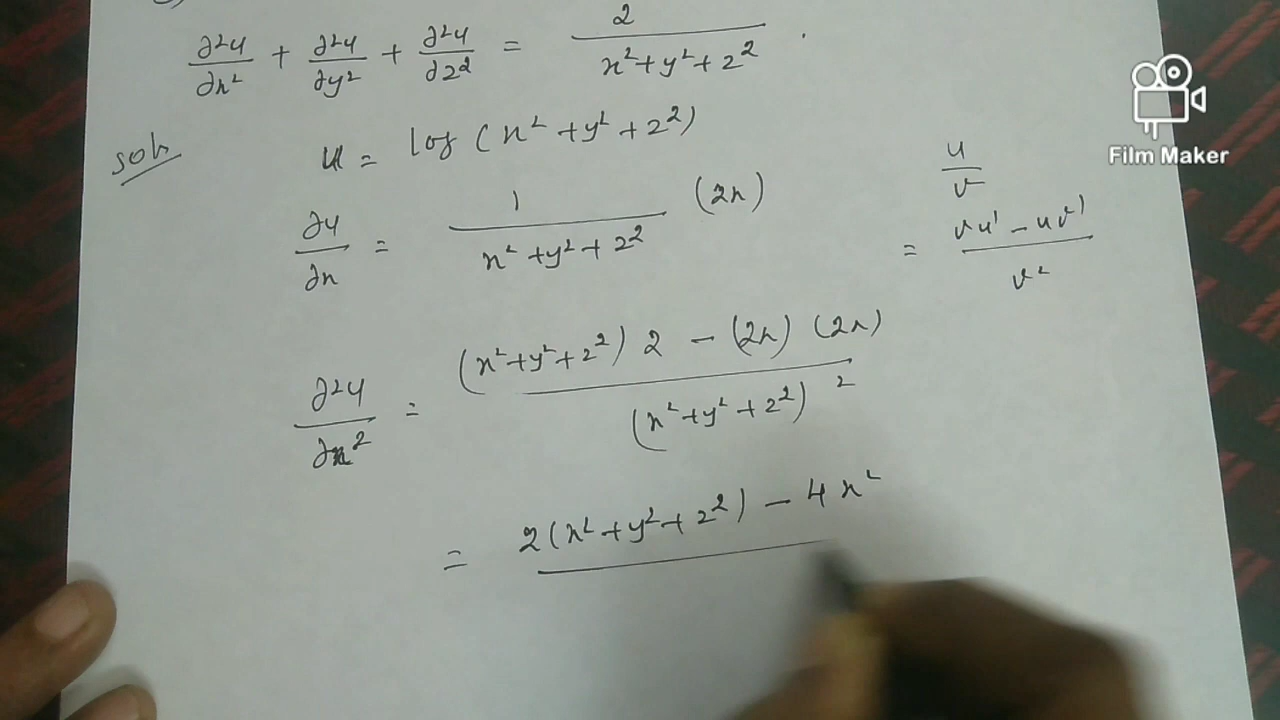 ∂²u/∂x² + ∂²u/∂y² + ∂²u/∂z² = 2/(x²+y²+z²) .
Soln
u = log (x² + y² + z²)
∂u/∂x = 1/(x² + y² + z²) (2x)
u/v
= (vu' - uv')/v²
∂²u/∂x² = ((x²+y²+z²) 2 - (2x) (2x))/(x²+y²+z²)²
= 2(x²+y²+z²) - 4x²
Film Maker